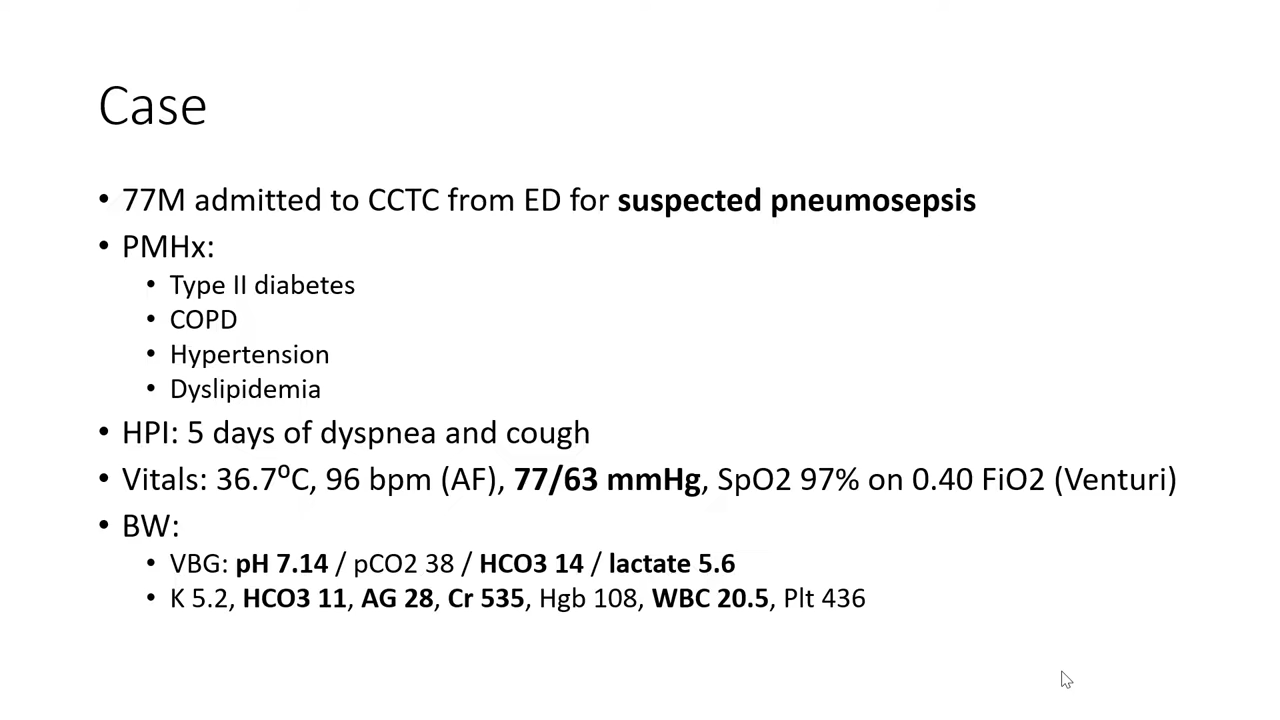 Case
• 77M admitted to CCTC from ED for suspected pneumosepsis
• PMHx:
• Type II diabetes
• COPD
• Hypertension
• Dyslipidemia
• HPI: 5 days of dyspnea and cough
• Vitals: 36.7⁰C, 96 bpm (AF), 77/63 mmHg, SpO2 97% on 0.40 FiO2 (Venturi)
• BW:
• VBG: pH 7.14 / pCO2 38 / HCO3 14 / lactate 5.6
• K 5.2, HCO3 11, AG 28, Cr 535, Hgb 108, WBC 20.5, Plt 436